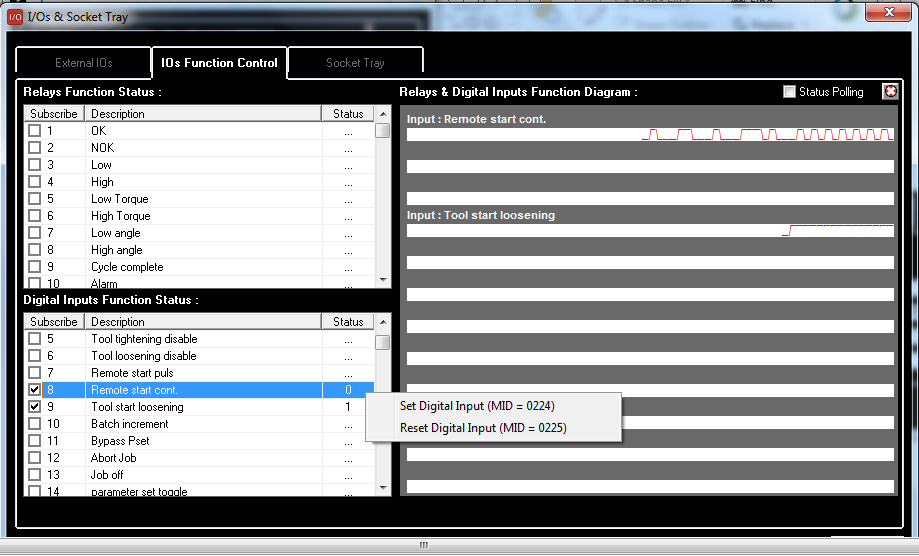 I/O I/Os & Socket Tray
External IOs IOs Function Control Socket Tray
Relays Function Status :
Subscribe Description Status
1 OK ...
2 NOK ...
3 Low ...
4 High ...
5 Low Torque ...
6 High Torque ...
7 Low angle ...
8 High angle ...
9 Cycle complete ...
10 Alarm ...
Digital Inputs Function Status :
Subscribe Description Status
5 Tool tightening disable ...
6 Tool loosening disable ...
7 Remote start puls ...
8 Remote start cont. 0
9 Tool start loosening 1
10 Batch increment ...
11 Bypass Pset ...
12 Abort Job ...
13 Job off ...
14 parameter set toggle ...
Relays & Digital Inputs Function Diagram : Status Polling
Input : Remote start cont.
Input : Tool start loosening
Set Digital Input (MID = 0224)
Reset Digital Input (MID = 0225)